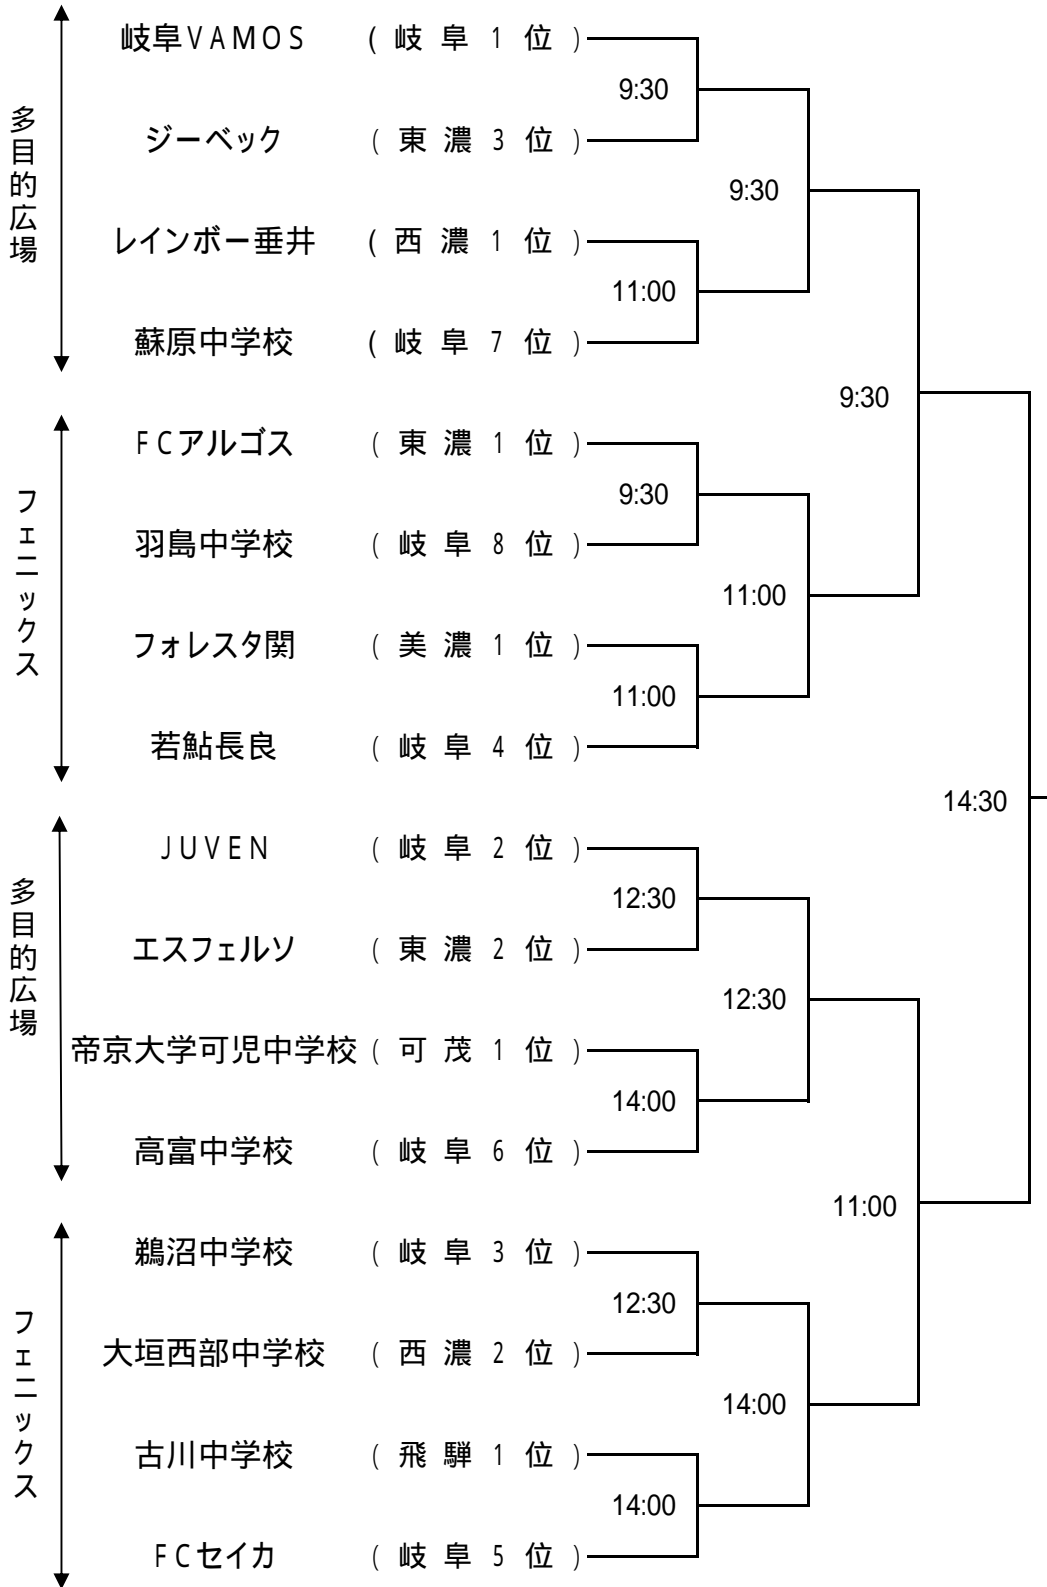 多目的広場
岐阜VAMOS (岐阜1位)
9:30
ジーベック (東濃3位)
9:30
レインボー垂井 (西濃1位)
11:00
蘇原中学校 (岐阜7位)
9:30
フェニックス
FCアルゴス (東濃1位)
9:30
羽島中学校 (岐阜8位)
11:00
フォレスタ関 (美濃1位)
11:00
若鮎長良 (岐阜4位)
14:30
多目的広場
JUVEN (岐阜2位)
12:30
エスフェルソ (東濃2位)
12:30
帝京大学可児中学校 (可茂1位)
14:00
高富中学校 (岐阜6位)
11:00
フェニックス
鵜沼中学校 (岐阜3位)
12:30
大垣西部中学校 (西濃2位)
14:00
古川中学校 (飛騨1位)
14:00
FCセイカ (岐阜5位)